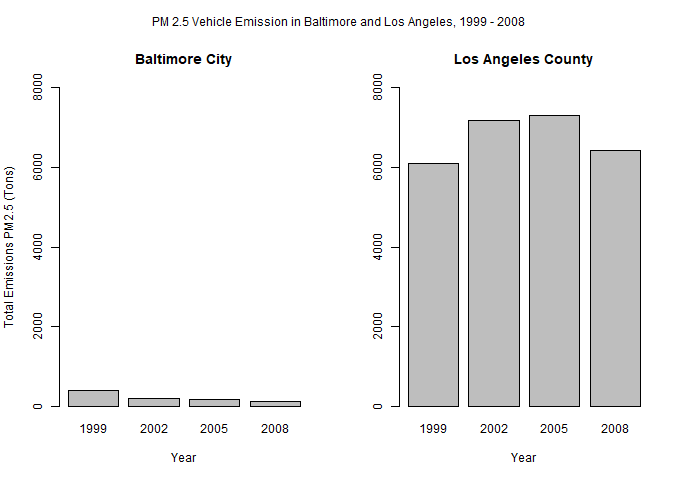 PM 2.5 Vehicle Emission in Baltimore and Los Angeles, 1999 - 2008
Baltimore City
Total Emissions PM2.5 (Tons)
8000
6000
4000
2000
0
1999 2002 2005 2008
Year
Los Angeles County
8000
6000
4000
2000
0
1999 2002 2005 2008
Year